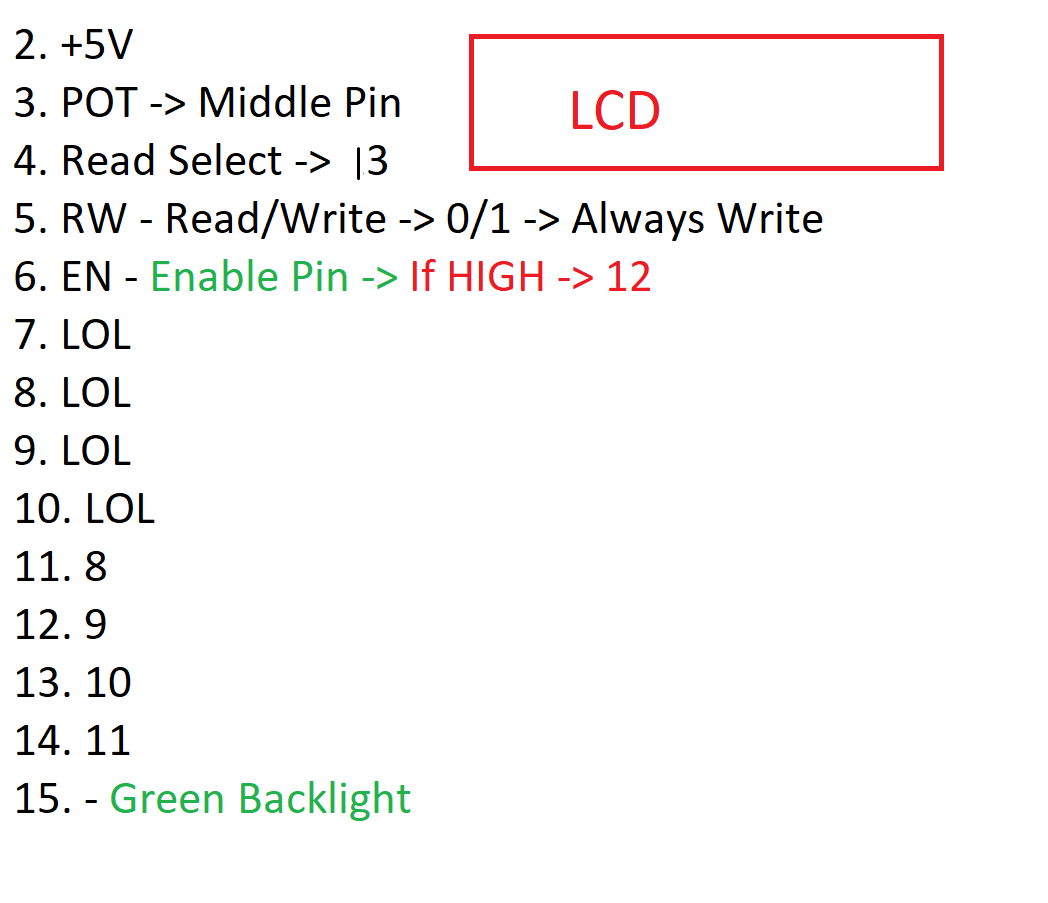 2. +5V
LCD
3. POT -> Middle Pin
4. Read Select -> |3
5. RW - Read/Write -> 0/1 -> Always Write
6. EN - Enable Pin -> If HIGH -> 12
7. LOL
8. LOL
9. LOL
10. LOL
11. 8
12. 9
13. 10
14. 11
15. - Green Backlight